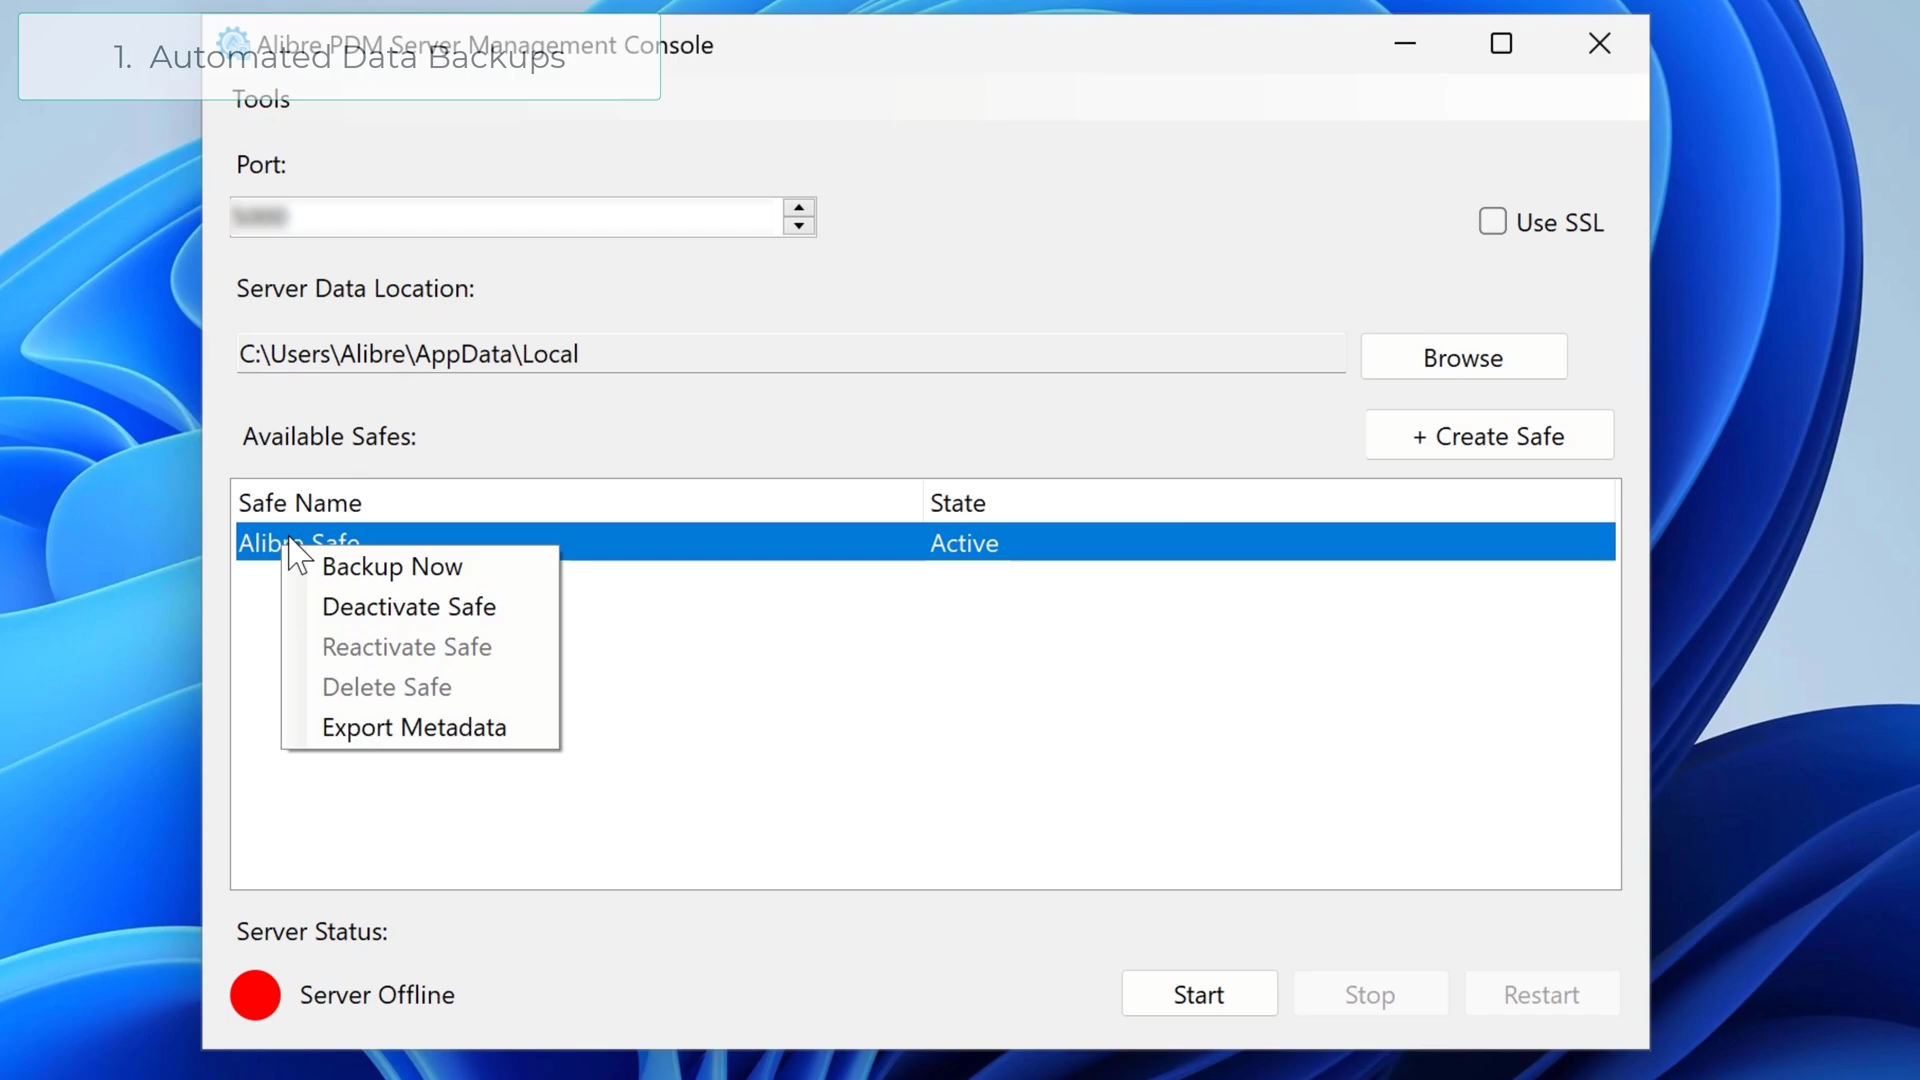 Alibre PDM Server Management Console
1. Automated Data Backups
Tools
Port:
Use SSL
Server Data Location:
C:\Users\Alibre\AppData\Local
Browse
Available Safes:
+ Create Safe
Safe Name State
Alibre Safe Active
Backup Now
Deactivate Safe
Reactivate Safe
Delete Safe
Export Metadata
Server Status:
Server Offline
Start Stop Restart